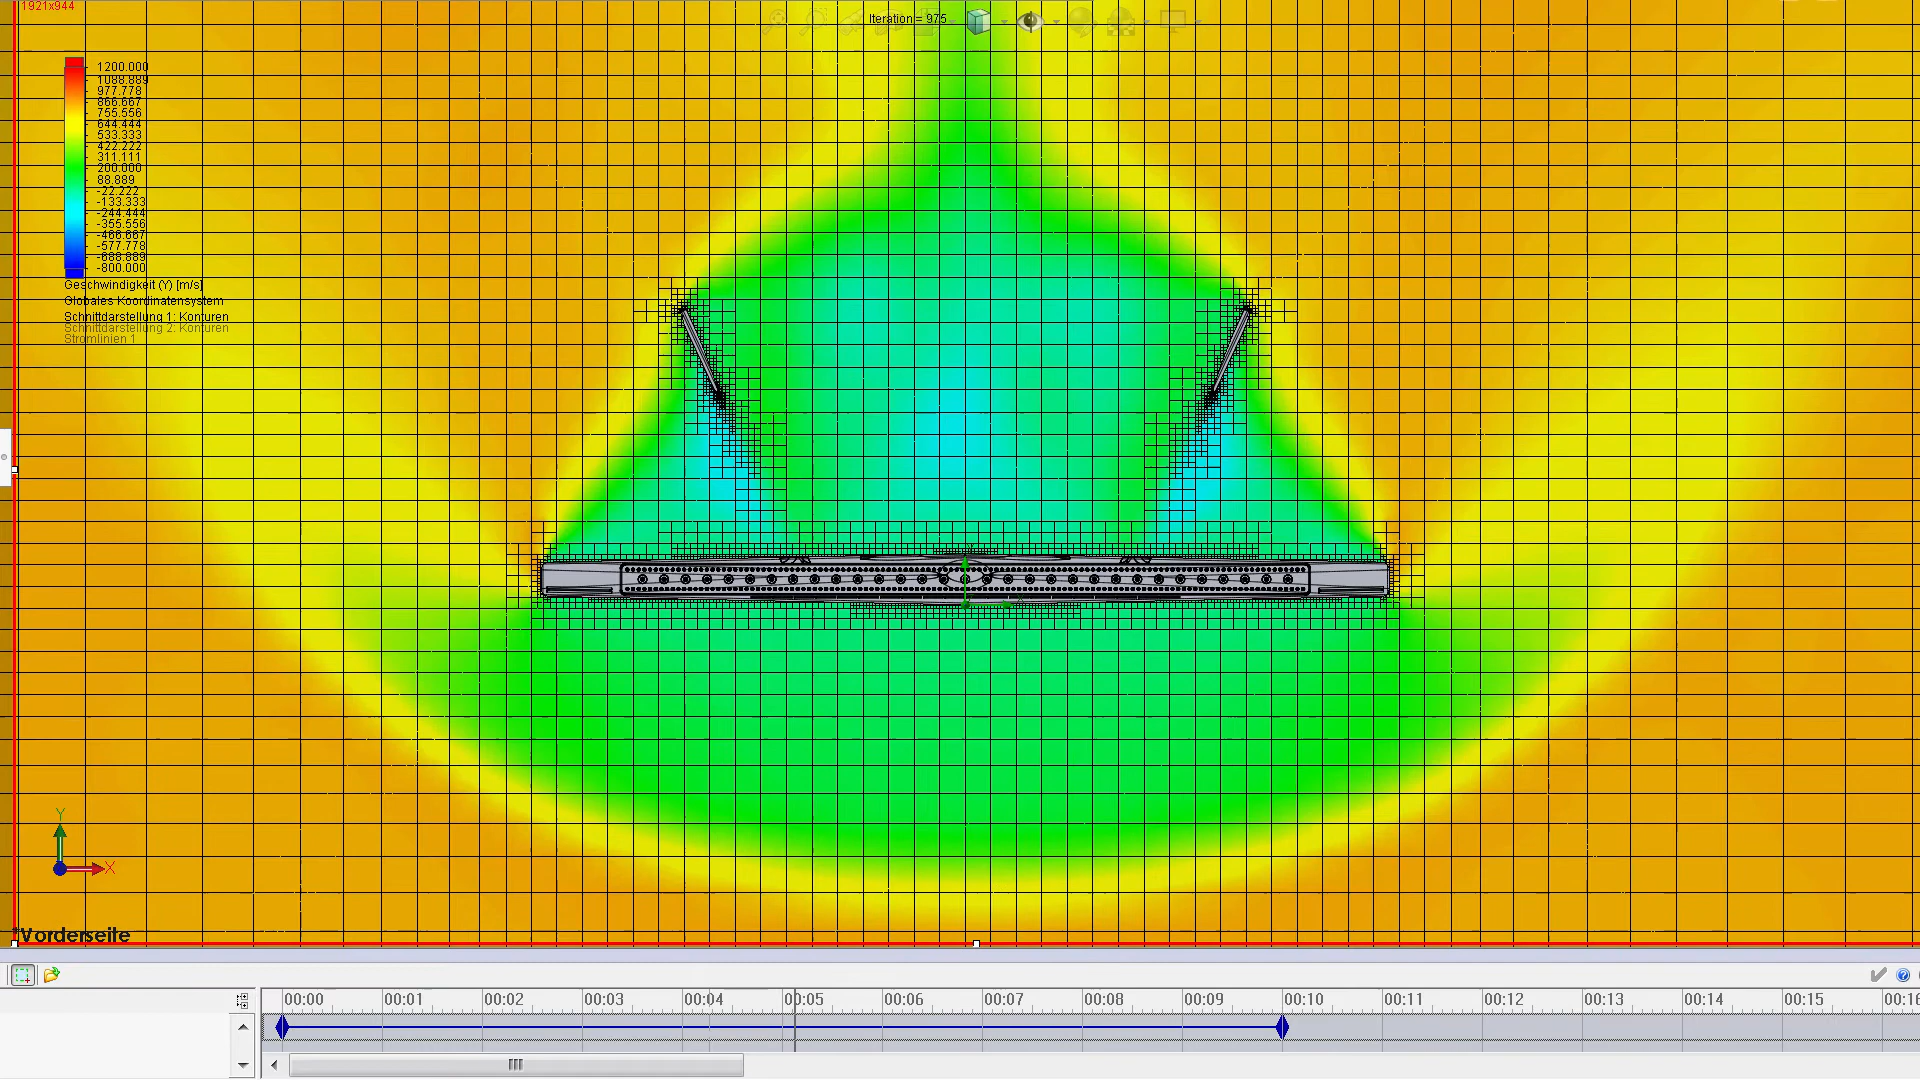 1921x944
Iteration = 975
1200.000
1088.889
977.778
866.667
755.556
644.444
533.333
422.222
311.111
200.000
88.889
-22.222
-133.333
-244.444
-355.556
-466.667
-577.778
-688.889
-800.000
Geschwindigkeit (Y) [m/s]
Globales Koordinatensystem
Schnittdarstellung 1: Konturen
Schnittdarstellung 2: Konturen
Stromlinien 1
Y
X
*Vorderseite
00:00 00:01 00:02 00:03 00:04 00:05 00:06 00:07 00:08 00:09 00:10 00:11 00:12 00:13 00:14 00:15 00:16